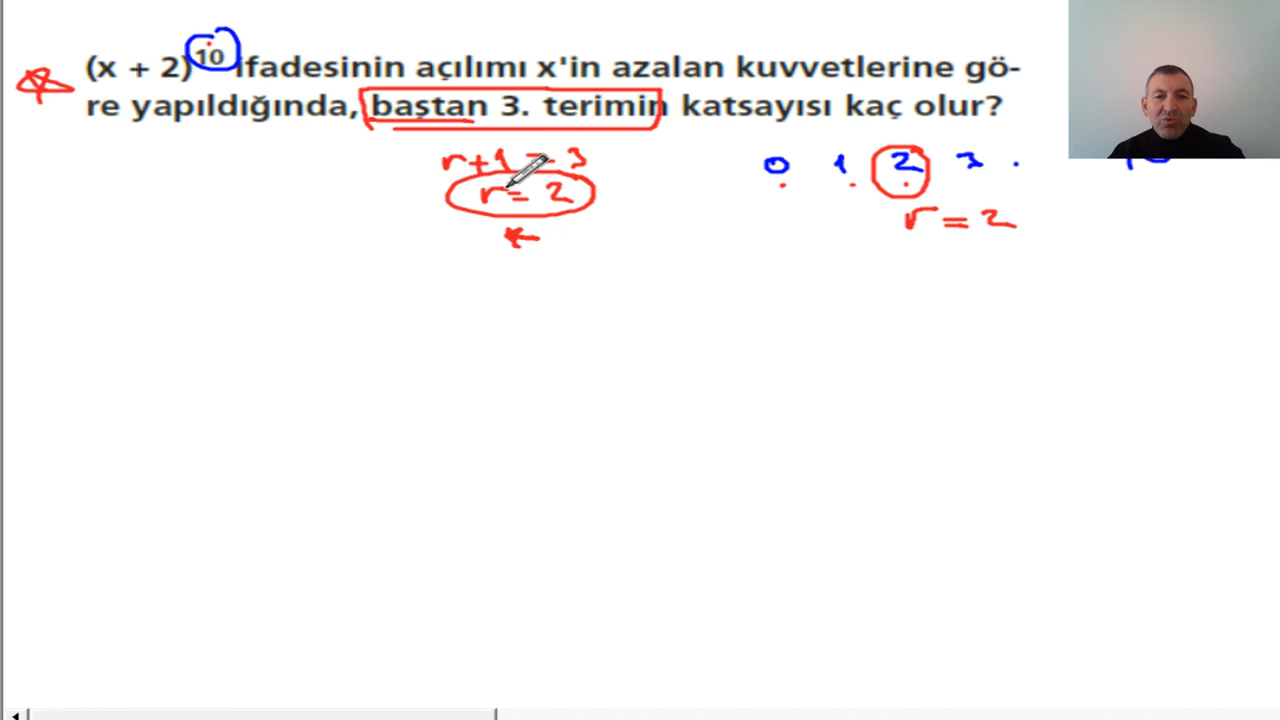 (x + 2)¹⁰ ifadesinin açılımı x'in azalan kuvvetlerine gö-
re yapıldığında, baştan 3. terimin katsayısı kaç olur?
r+1 = 3
r = 2
0 1 2 3 .
r = 2